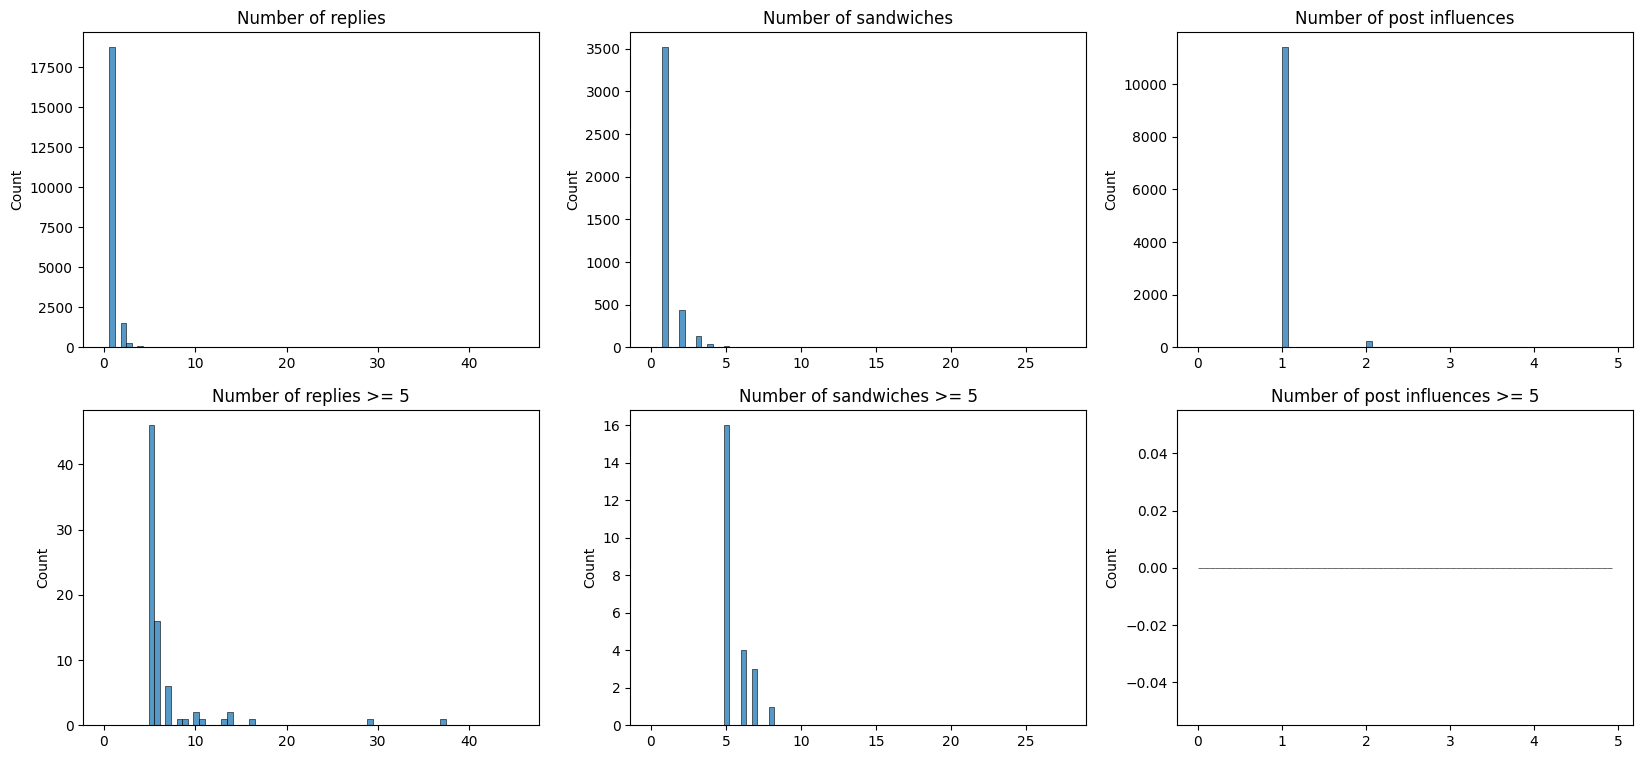 Number of replies
Number of sandwiches
Number of post influences
Count
17500
15000
12500
10000
7500
5000
2500
0
0 10 20 30 40
Count
3500
3000
2500
2000
1500
1000
500
0
0 5 10 15 20 25
Count
10000
8000
6000
4000
2000
0
0 1 2 3 4 5
Number of replies >= 5
Number of sandwiches >= 5
Number of post influences >= 5
Count
40
30
20
10
0
0 10 20 30 40
Count
16
14
12
10
8
6
4
2
0
0 5 10 15 20 25
Count
0.04
0.02
0.00
−0.02
−0.04
0 1 2 3 4 5